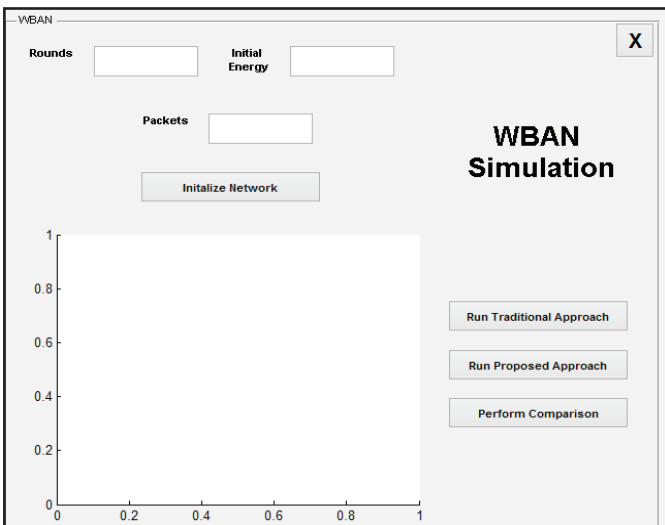 WBAN
X
Rounds
Initial
Energy
Packets
WBAN
Simulation
Initalize Network
1
0.8
0.6
0.4
0.2
0
0 0.2 0.4 0.6 0.8 1
Run Traditional Approach
Run Proposed Approach
Perform Comparison